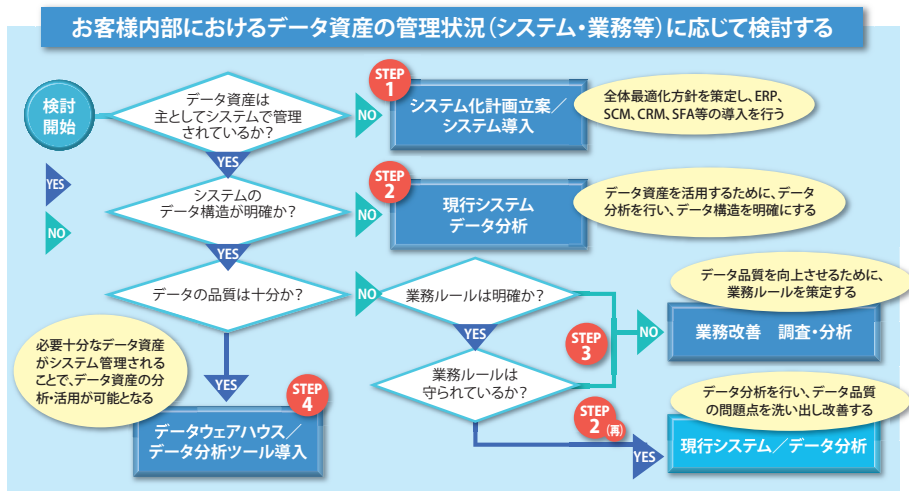 お客様内部におけるデータ資産の管理状況(システム・業務等)に応じて検討する
検討
開始
データ資産は
主としてシステムで管理
されているか?
NO
STEP
1
システム化計画立案/
システム導入
全体最適化方針を策定し、ERP、
SCM、CRM、SFA等の導入を行う
YES
YES
NO
システムの
データ構造が明確か?
NO
STEP
2
現行システム
データ分析
データ資産を活用するために、データ
分析を行い、データ構造を明確にする
YES
データの品質は十分か?
NO
業務ルールは明確か?
YES
業務ルールは
守られているか?
STEP
3
NO
データ品質を向上させるために、
業務ルールを策定する
業務改善 調査・分析
必要十分なデータ資産
がシステム管理される
ことで、データ資産の分
析・活用が可能となる
YES
STEP
4
データウェアハウス/
データ分析ツール導入
STEP
2(再)
YES
データ分析を行い、データ品質
の問題点を洗い出し改善する
現行システム/データ分析